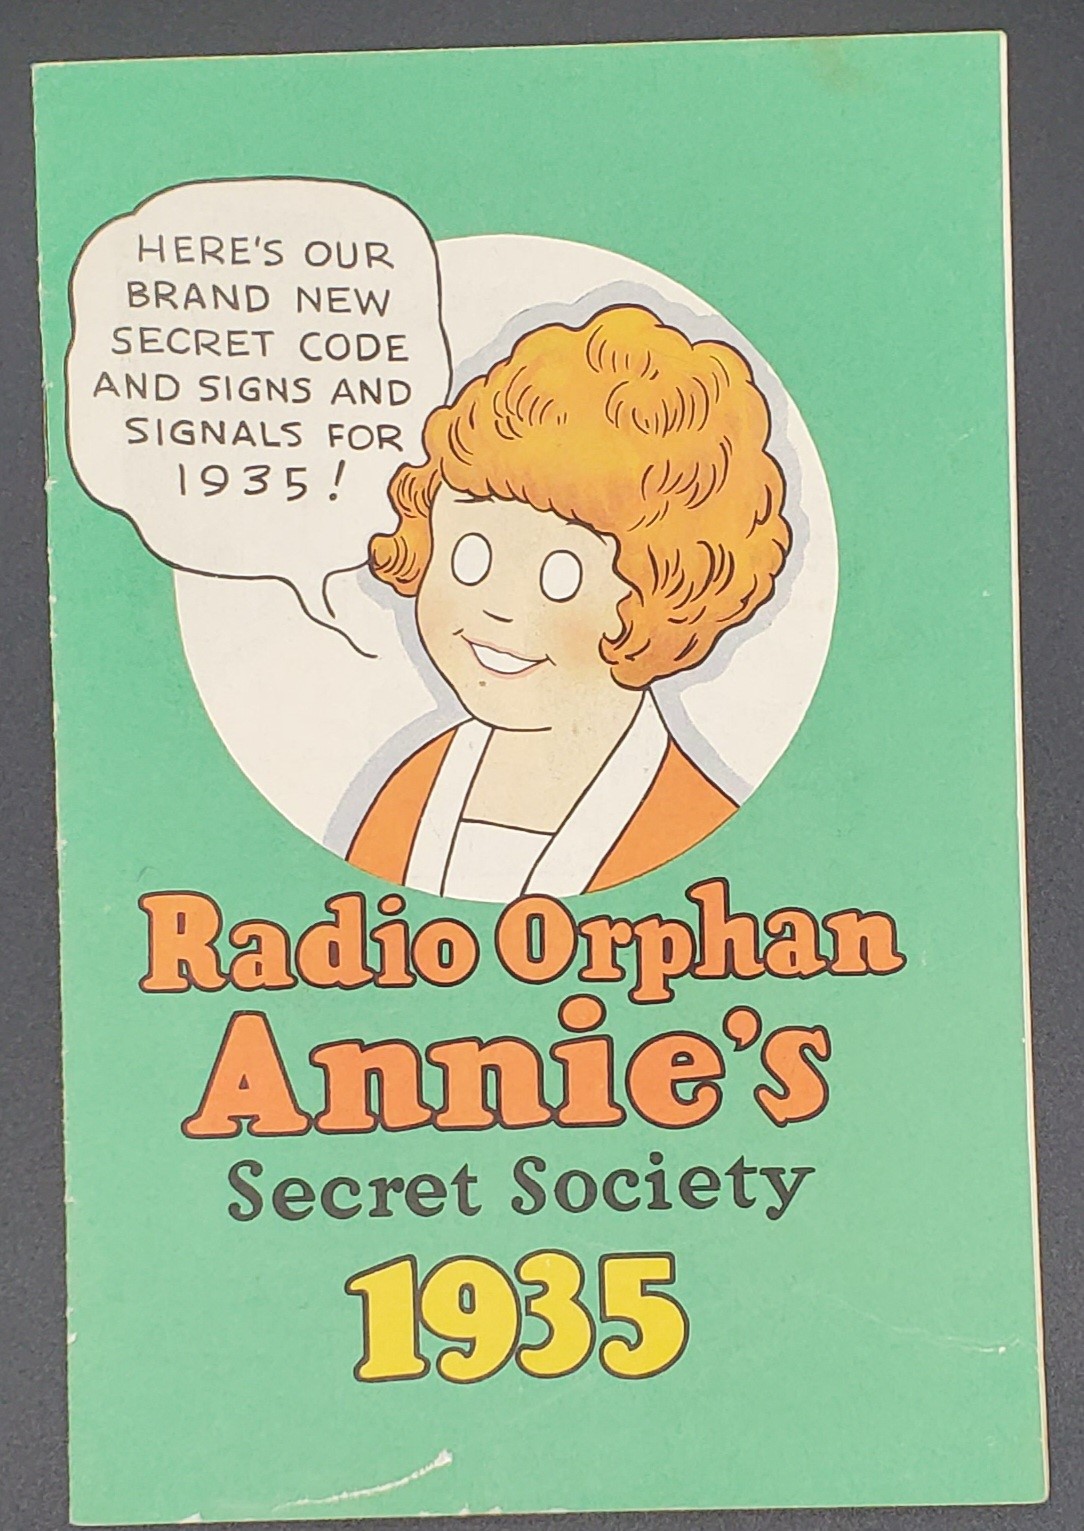 HERE'S OUR
BRAND NEW
SECRET CODE
AND SIGNS AND
SIGNALS FOR
1935!
Radio Orphan
Annie's
Secret Society
1935